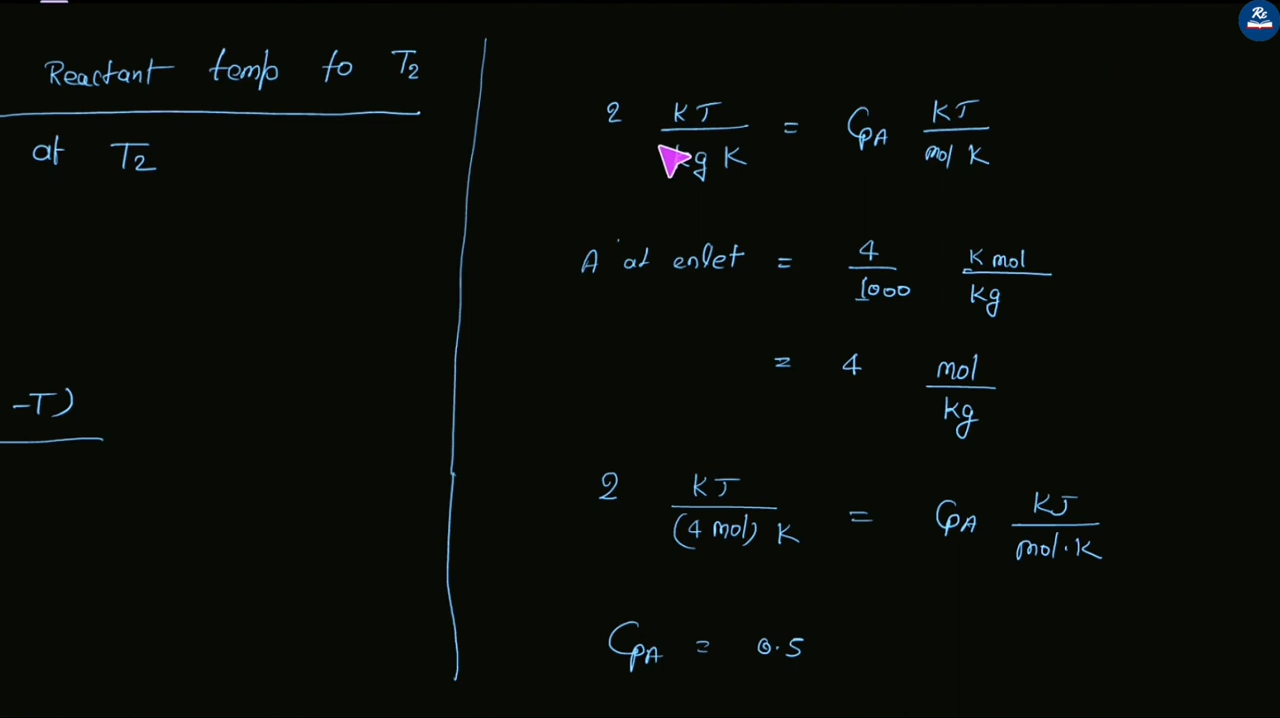 Re
Reactant temp to T2
at T2
-T)
2 KJ/kg K = CpA KJ/mol K
A at enlet = 4/1000 K mol/Kg
= 4 mol/kg
2 KJ/(4 mol) K = CpA KJ/mol.K
CpA = 0.5